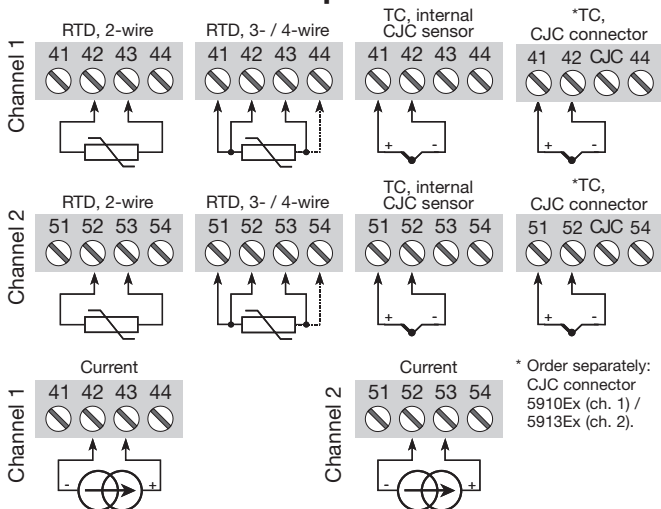 RTD, 2-wire
41 42 43 44
RTD, 3- / 4-wire
41 42 43 44
TC, internal
CJC sensor
41 42 43 44
+ -
*TC,
CJC connector
41 42 CJC 44
+ -
Channel 1
RTD, 2-wire
51 52 53 54
RTD, 3- / 4-wire
51 52 53 54
TC, internal
CJC sensor
51 52 53 54
+ -
*TC,
CJC connector
51 52 CJC 54
+ -
Channel 2
Current
41 42 43 44
- +
Channel 1
Current
51 52 53 54
- +
Channel 2
* Order separately:
CJC connector
5910Ex (ch. 1) /
5913Ex (ch. 2).